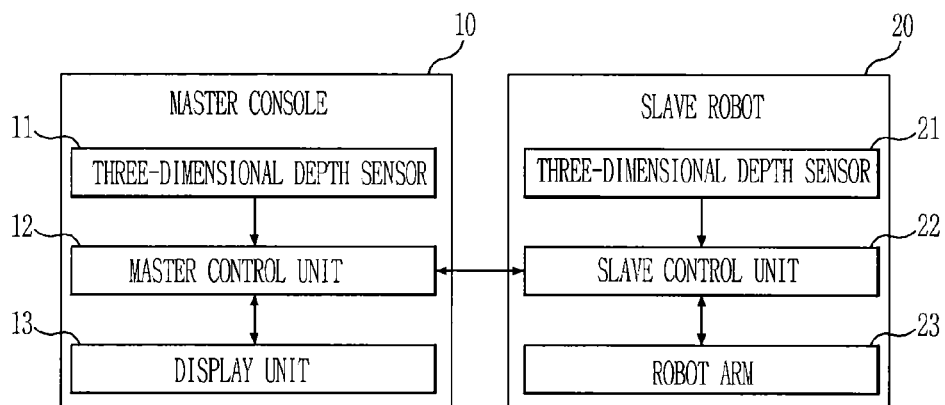 10
MASTER CONSOLE
11
THREE-DIMENSIONAL DEPTH SENSOR
12
MASTER CONTROL UNIT
13
DISPLAY UNIT
20
SLAVE ROBOT
21
THREE-DIMENSIONAL DEPTH SENSOR
22
SLAVE CONTROL UNIT
23
ROBOT ARM